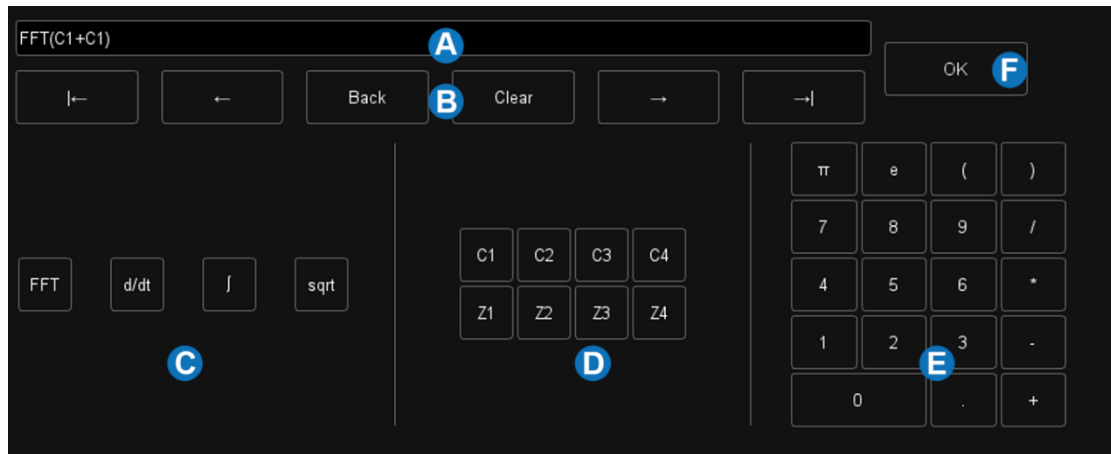 FFT(C1+C1)
A
OK F
|← ← Back B Clear → →|
π e ( )
7 8 9 /
C1 C2 C3 C4
FFT d/dt ∫ sqrt
4 5 6 *
Z1 Z2 Z3 Z4
1 2 3 -
C D E
0 . +